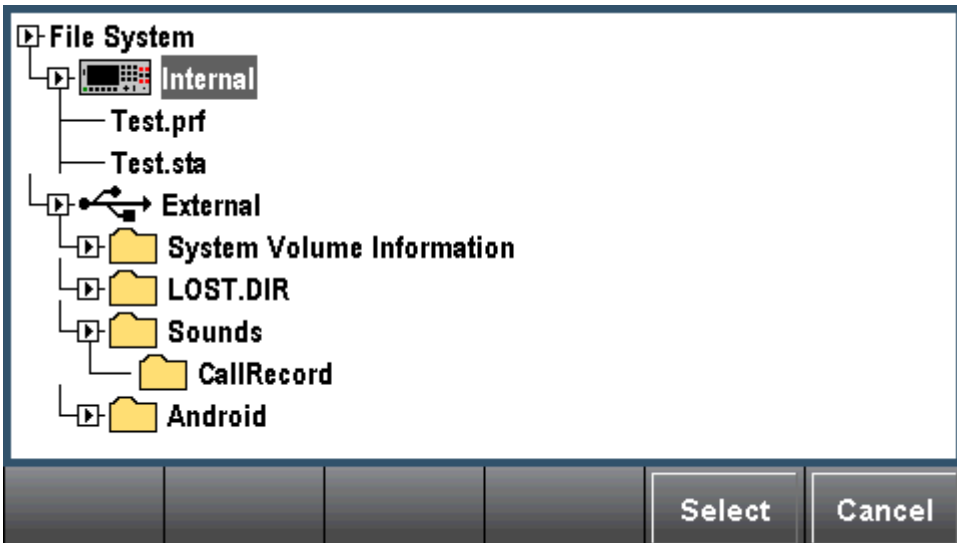 File System
Internal
Test.prf
Test.sta
External
System Volume Information
LOST.DIR
Sounds
CallRecord
Android
Select
Cancel